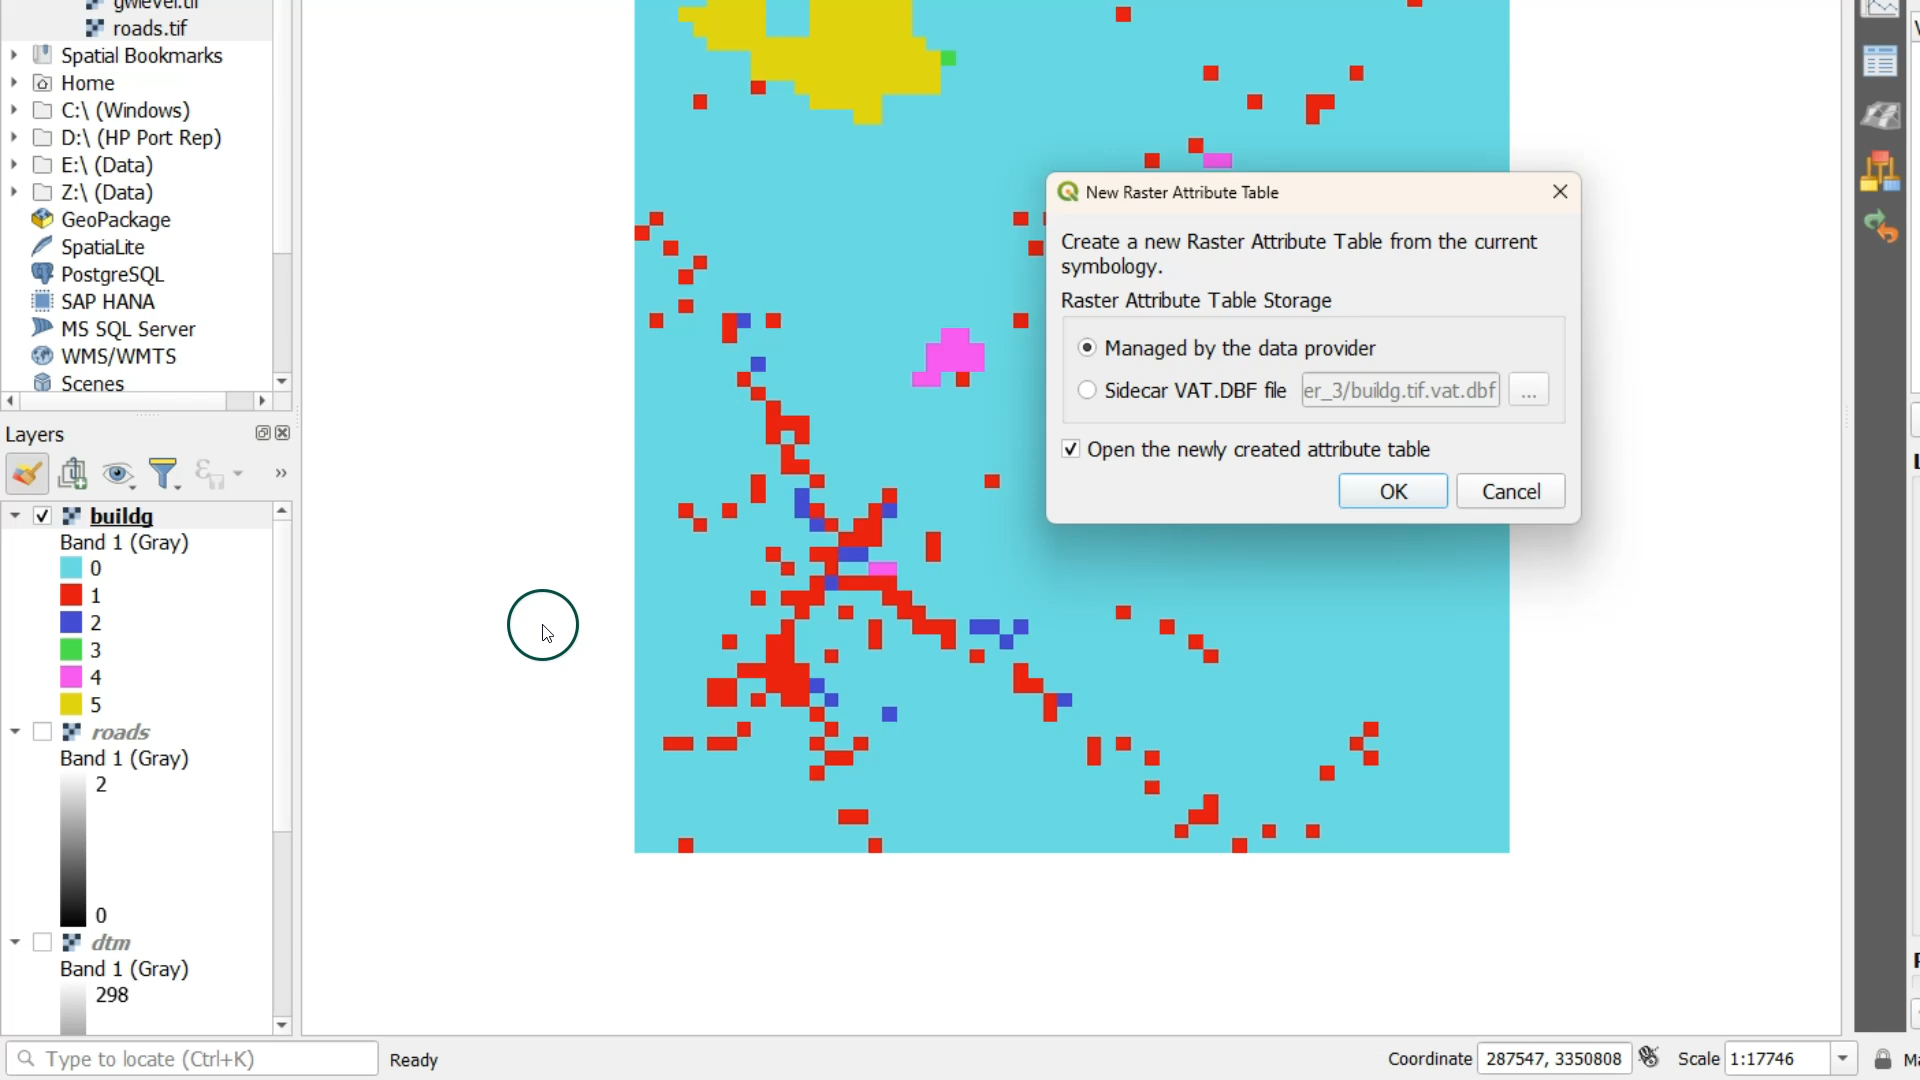 gwlevel.tif
roads.tif
Spatial Bookmarks
Home
C:\ (Windows)
D:\ (HP Port Rep)
E:\ (Data)
Z:\ (Data)
GeoPackage
SpatiaLite
PostgreSQL
SAP HANA
MS SQL Server
WMS/WMTS
Scenes
Layers
buildg
Band 1 (Gray)
0
1
2
3
4
5
roads
Band 1 (Gray)
2
0
dtm
Band 1 (Gray)
298
New Raster Attribute Table
Create a new Raster Attribute Table from the current
symbology.
Raster Attribute Table Storage
Managed by the data provider
Sidecar VAT.DBF file er_3/buildg.tif.vat.dbf ...
Open the newly created attribute table
OK Cancel
Type to locate (Ctrl+K) Ready Coordinate 287547, 3350808 Scale 1:17746 Ma